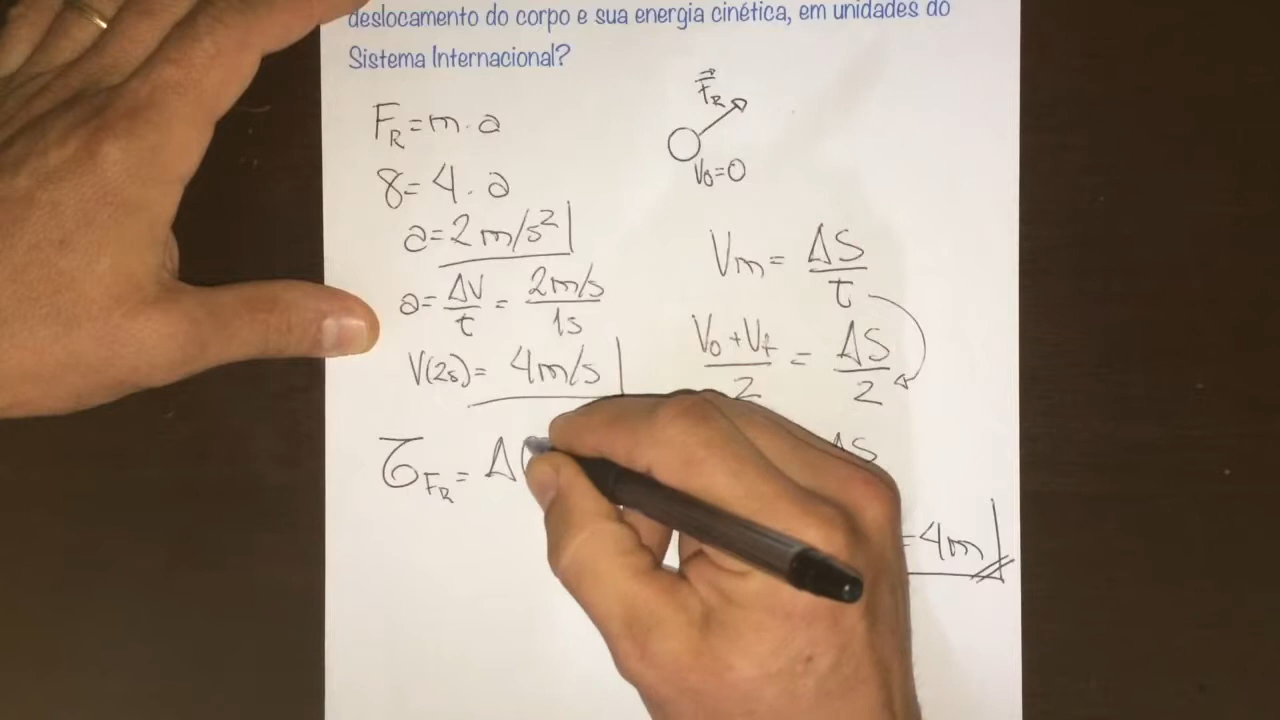 deslocamento do corpo e sua energia cinética, em unidades do
Sistema Internacional?
F_R = m . a
8 = 4 . a
a = 2 m/s²
a = ΔV/t = 2m/s / 1s
V(2s) = 4m/s
τ_FR = Δ
F_R
V₀ = 0
Vm = ΔS/t
V₀ + Vf / 2 = ΔS / 2
ΔS
= 4m